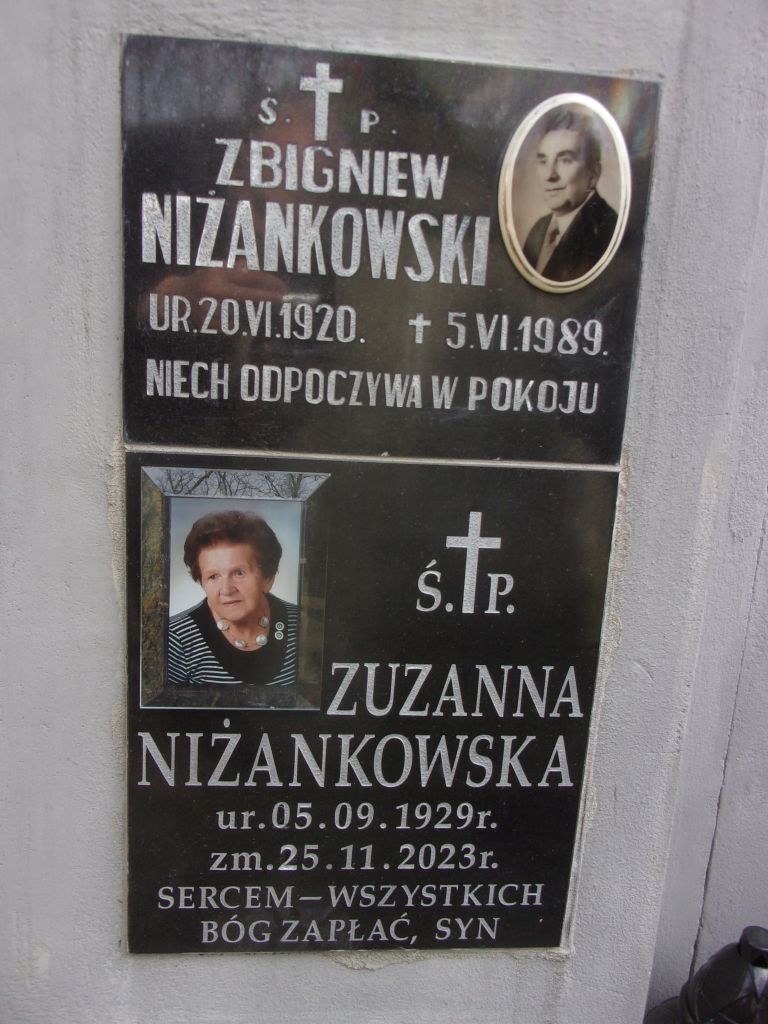 Ś. P.
ZBIGNIEW
NIŻANKOWSKI
UR.20.VI.1920. † 5.VI.1989.
NIECH ODPOCZYWA W POKOJU
Ś. P.
ZUZANNA
NIŻANKOWSKA
ur.05.09.1929r.
zm.25.11.2023r.
SERCEM–WSZYSTKICH
BÓG ZAPŁAĆ, SYN